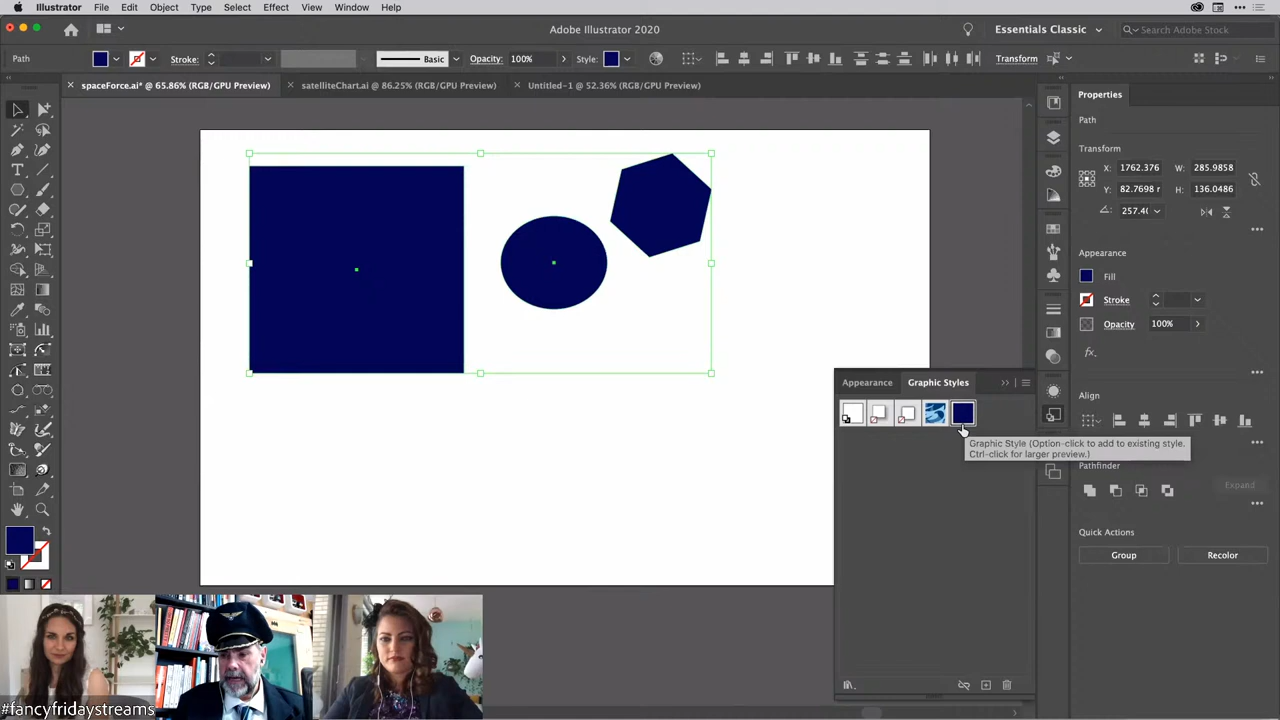 Illustrator File Edit Object Type Select Effect View Window Help
Adobe Illustrator 2020
Essentials Classic
Search Adobe Stock
Path Stroke: Basic Opacity: 100% Style: Transform
× spaceForce.ai* @ 65.86% (RGB/GPU Preview) × satelliteChart.ai @ 86.25% (RGB/GPU Preview) × Untitled-1 @ 52.36% (RGB/GPU Preview)
Properties
Path
Transform
X: 1762.376 W: 285.9858
Y: 82.7698 r H: 136.0486
257.40
Appearance
Fill
Stroke
Opacity 100%
fx.
Align
Pathfinder
Expand
Quick Actions
Group Recolor
Appearance Graphic Styles
Graphic Style (Option-click to add to existing style.
Ctrl-click for larger preview.)
#fancyfridaystreams